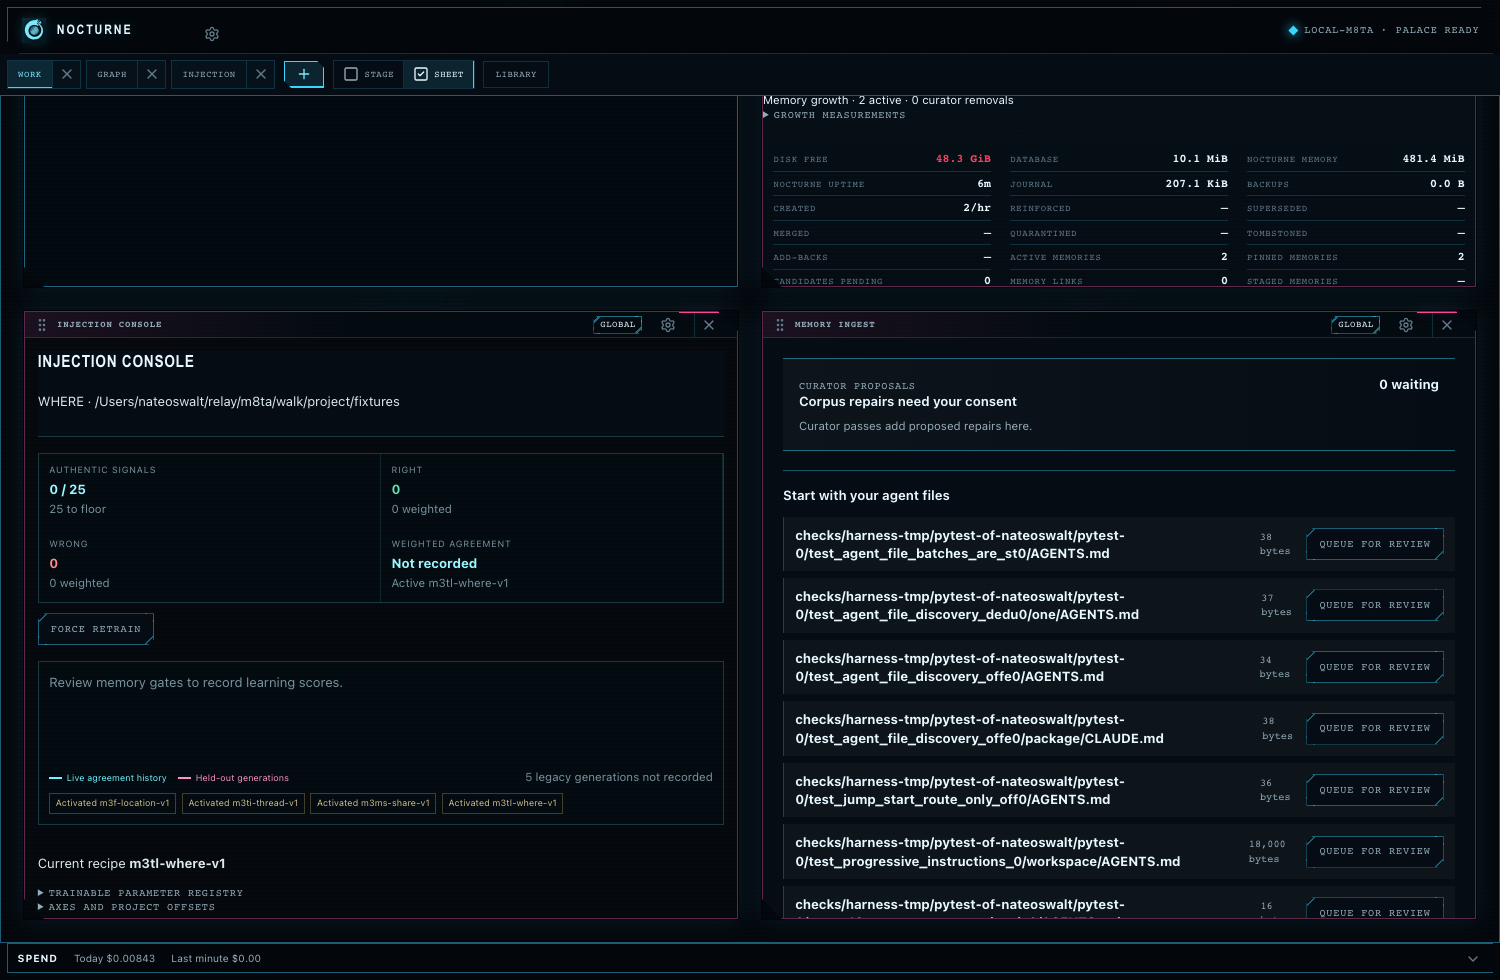 NOCTURNE
LOCAL-M8TA · PALACE READY
WORK
GRAPH
INJECTION
+
STAGE
SHEET
LIBRARY
Memory growth · 2 active · 0 curator removals
GROWTH MEASUREMENTS
DISK FREE 48.3 GiB DATABASE 10.1 MiB NOCTURNE MEMORY 481.4 MiB
NOCTURNE UPTIME 6m JOURNAL 207.1 KiB BACKUPS 0.0 B
CREATED 2/hr REINFORCED — SUPERSEDED —
MERGED — QUARANTINED — TOMBSTONED —
ADD-BACKS — ACTIVE MEMORIES 2 PINNED MEMORIES 2
CANDIDATES PENDING 0 MEMORY LINKS 0 STAGED MEMORIES —
INJECTION CONSOLE
GLOBAL
INJECTION CONSOLE
WHERE · /Users/nateoswalt/relay/m8ta/walk/project/fixtures
AUTHENTIC SIGNALS
0 / 25
25 to floor
RIGHT
0
0 weighted
WRONG
0
0 weighted
WEIGHTED AGREEMENT
Not recorded
Active m3tl-where-v1
FORCE RETRAIN
Review memory gates to record learning scores.
Live agreement history
Held-out generations
5 legacy generations not recorded
Activated m3f-location-v1
Activated m3ti-thread-v1
Activated m3ms-share-v1
Activated m3tl-where-v1
Current recipe m3tl-where-v1
TRAINABLE PARAMETER REGISTRY
AXES AND PROJECT OFFSETS
MEMORY INGEST
GLOBAL
CURATOR PROPOSALS
0 waiting
Corpus repairs need your consent
Curator passes add proposed repairs here.
Start with your agent files
checks/harness-tmp/pytest-of-nateoswalt/pytest-
0/test_agent_file_batches_are_st0/AGENTS.md
38
bytes
QUEUE FOR REVIEW
checks/harness-tmp/pytest-of-nateoswalt/pytest-
0/test_agent_file_discovery_dedu0/one/AGENTS.md
37
bytes
QUEUE FOR REVIEW
checks/harness-tmp/pytest-of-nateoswalt/pytest-
0/test_agent_file_discovery_offe0/AGENTS.md
34
bytes
QUEUE FOR REVIEW
checks/harness-tmp/pytest-of-nateoswalt/pytest-
0/test_agent_file_discovery_offe0/package/CLAUDE.md
38
bytes
QUEUE FOR REVIEW
checks/harness-tmp/pytest-of-nateoswalt/pytest-
0/test_jump_start_route_only_off0/AGENTS.md
36
bytes
QUEUE FOR REVIEW
checks/harness-tmp/pytest-of-nateoswalt/pytest-
0/test_progressive_instructions_0/workspace/AGENTS.md
18,000
bytes
QUEUE FOR REVIEW
checks/harness-tmp/pytest-of-nateoswalt/pytest-
16
QUEUE FOR REVIEW
SPEND Today $0.00843 Last minute $0.00